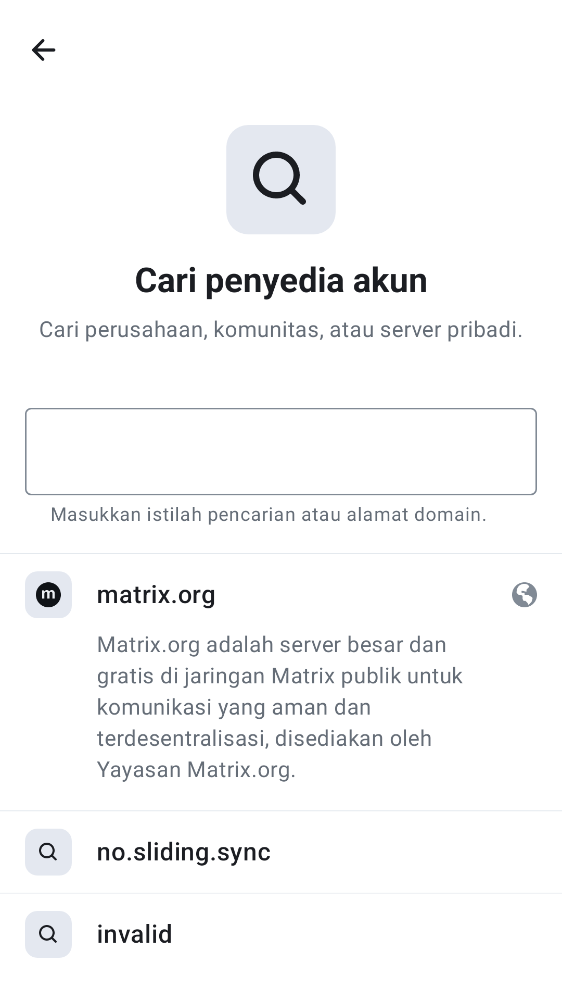 Cari penyedia akun
Cari perusahaan, komunitas, atau server pribadi.
Masukkan istilah pencarian atau alamat domain.
m
matrix.org
Matrix.org adalah server besar dan
gratis di jaringan Matrix publik untuk
komunikasi yang aman dan
terdesentralisasi, disediakan oleh
Yayasan Matrix.org.
no.sliding.sync
invalid